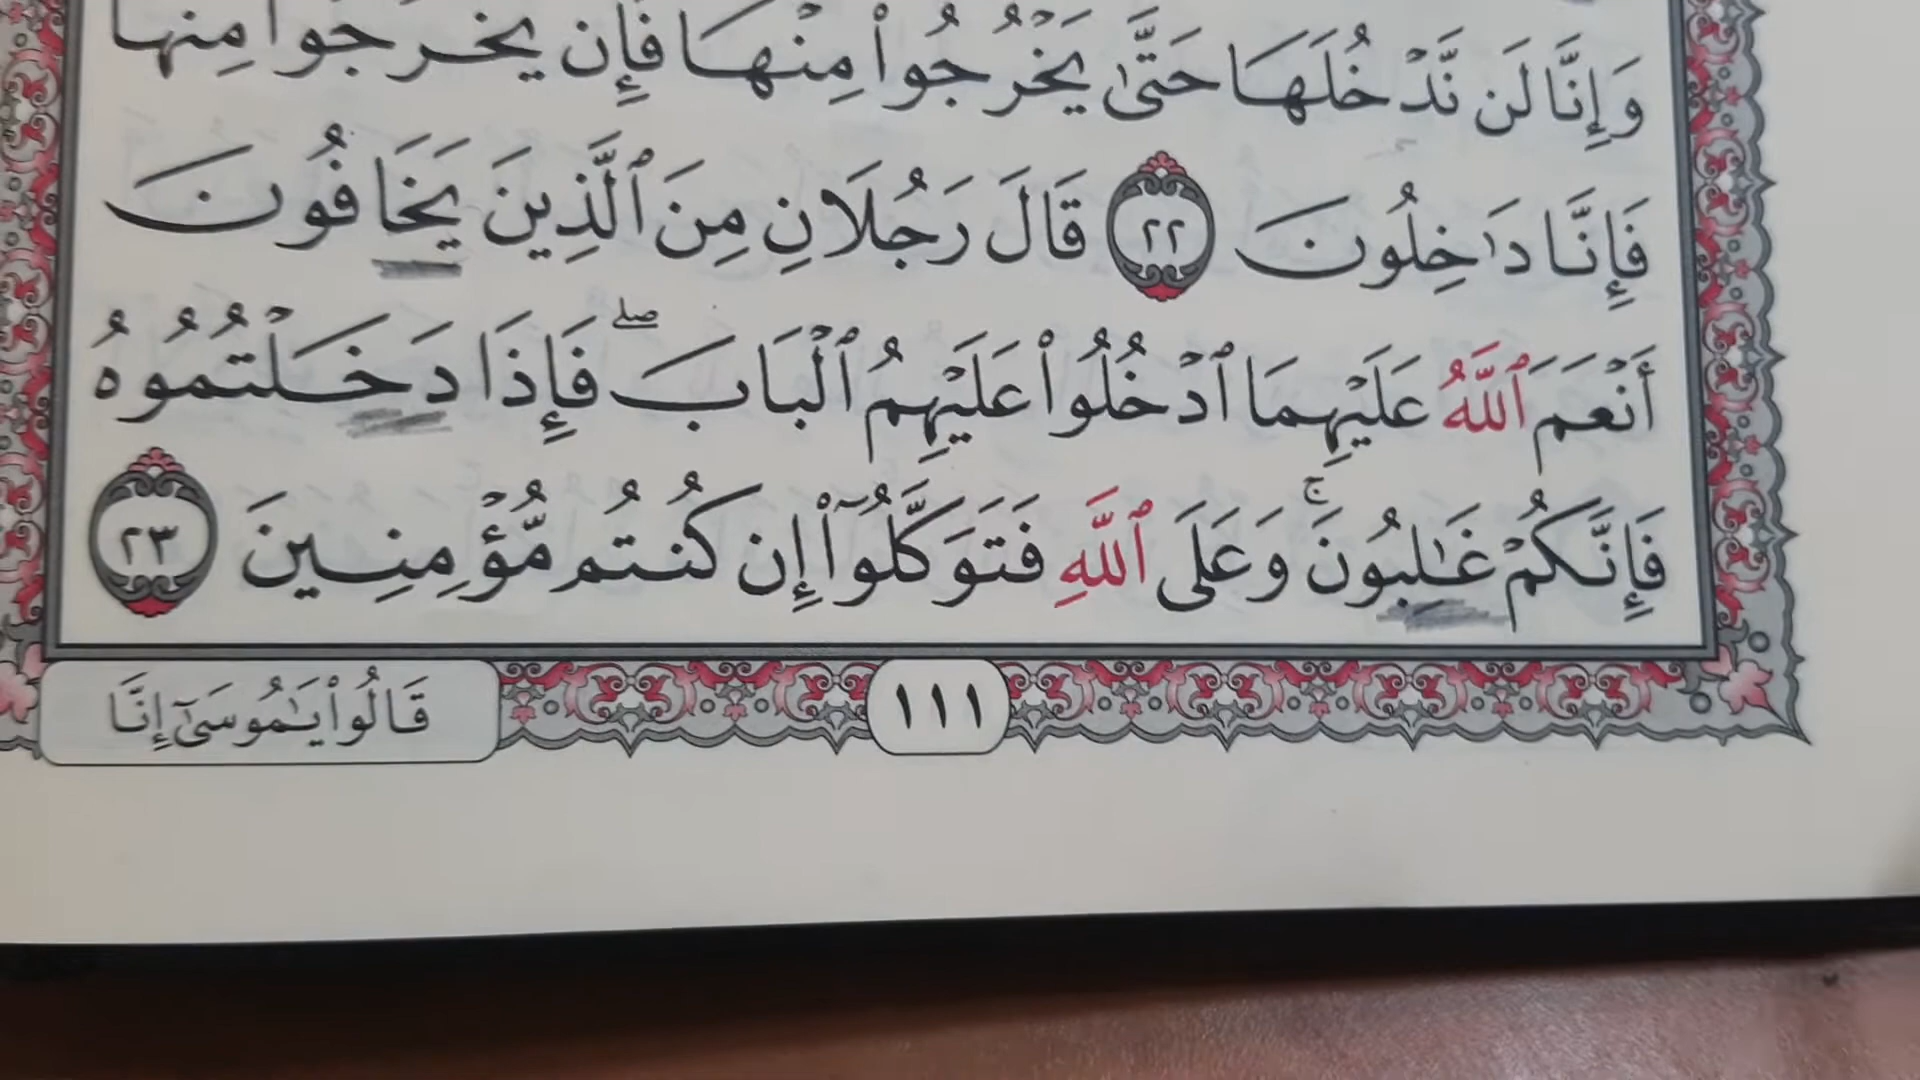 وَإِنَّا لَن نَّدۡخُلَهَا حَتَّىٰ يَخۡرُجُواْ مِنۡهَا فَإِن يَخۡرُجُواْ مِنۡهَا
فَإِنَّا دَٰخِلُونَ ٢٢ قَالَ رَجُلَانِ مِنَ ٱلَّذِينَ يَخَافُونَ
أَنۡعَمَ ٱللَّهُ عَلَيۡهِمَا ٱدۡخُلُواْ عَلَيۡهِمُ ٱلۡبَابَۖ فَإِذَا دَخَلۡتُمُوهُ
فَإِنَّكُمۡ غَٰلِبُونَۚ وَعَلَى ٱللَّهِ فَتَوَكَّلُوٓاْ إِن كُنتُم مُّؤۡمِنِينَ ٢٣
١١١
قَالُواْ يَٰمُوسَىٰٓ إِنَّا